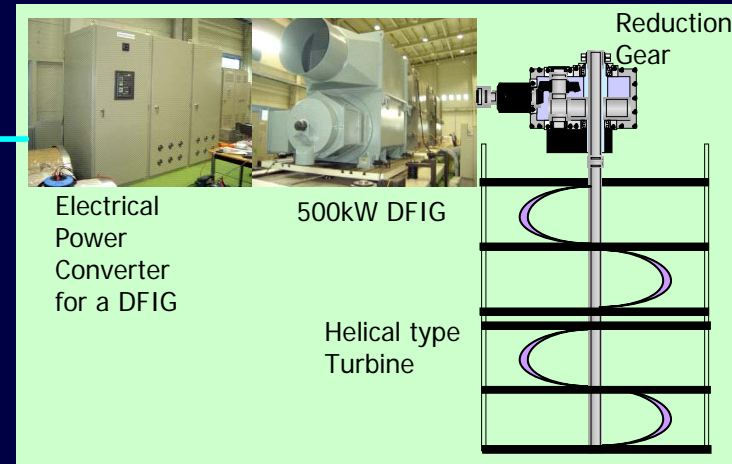 Reduction
Gear
Electrical
Power
Converter
for a DFIG
500kW DFIG
Helical type
Turbine